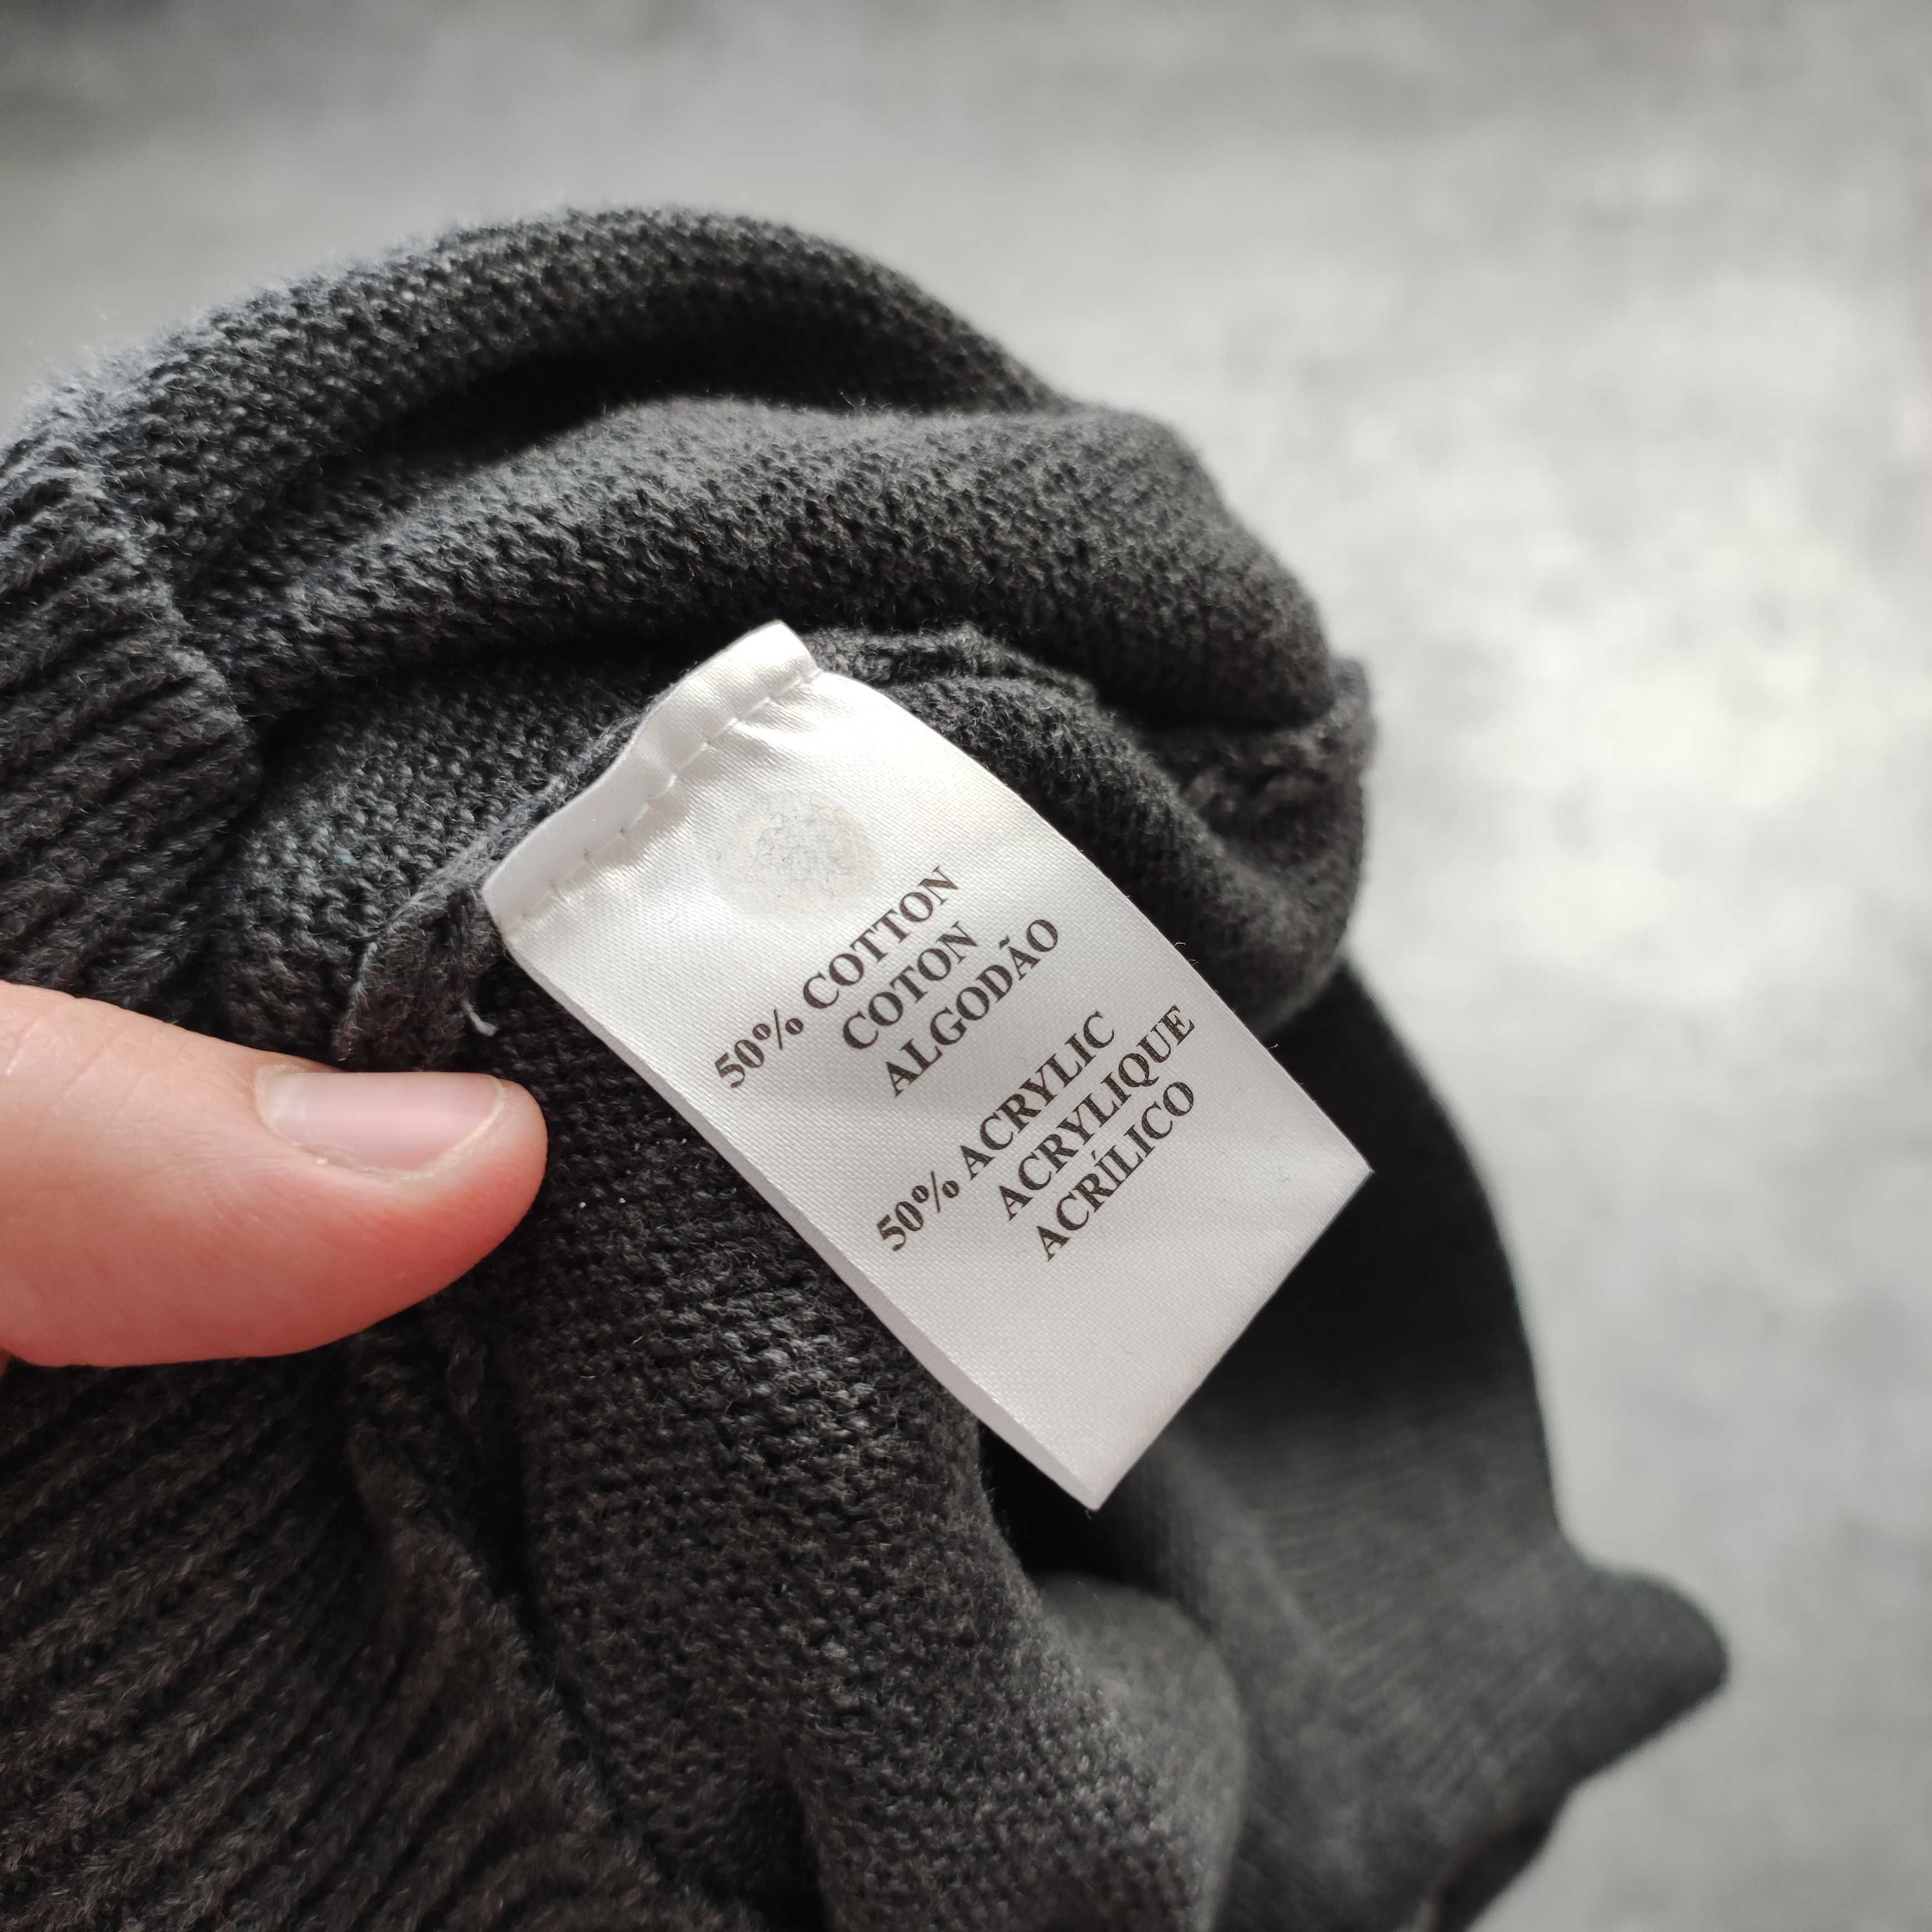 50% COTTON
COTON
ALGODÃO
50% ACRYLIC
ACRYLIQUE
ACRÍLICO